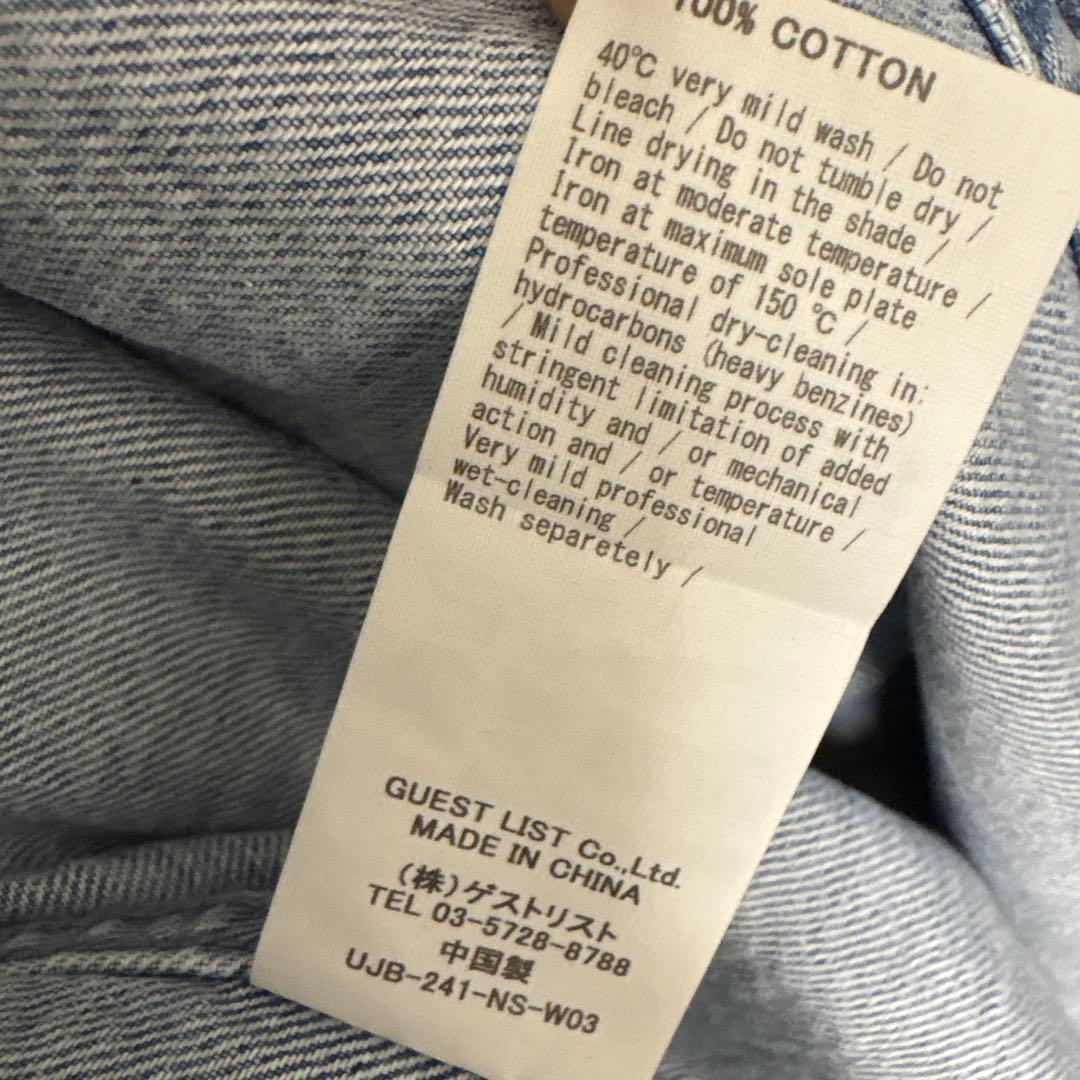 100% COTTON
40℃ very mild wash / Do not
bleach / Do not tumble dry /
Line drying in the shade /
Iron at moderate temperature /
Iron at maximum sole plate
temperature of 150 ℃ /
Professional dry-cleaning in:
hydrocarbons (heavy benzines)
/ Mild cleaning process with
stringent limitation of added
humidity and / or mechanical
action and / or temperature /
Very mild professional
wet-cleaning /
Wash separetely /
GUEST LIST Co.,Ltd.
MADE IN CHINA
(株)ゲストリスト
TEL 03-5728-8788
中国製
UJB-241-NS-W03